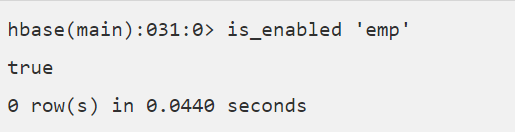 hbase(main):031:0> is_enabled 'emp'
true
0 row(s) in 0.0440 seconds